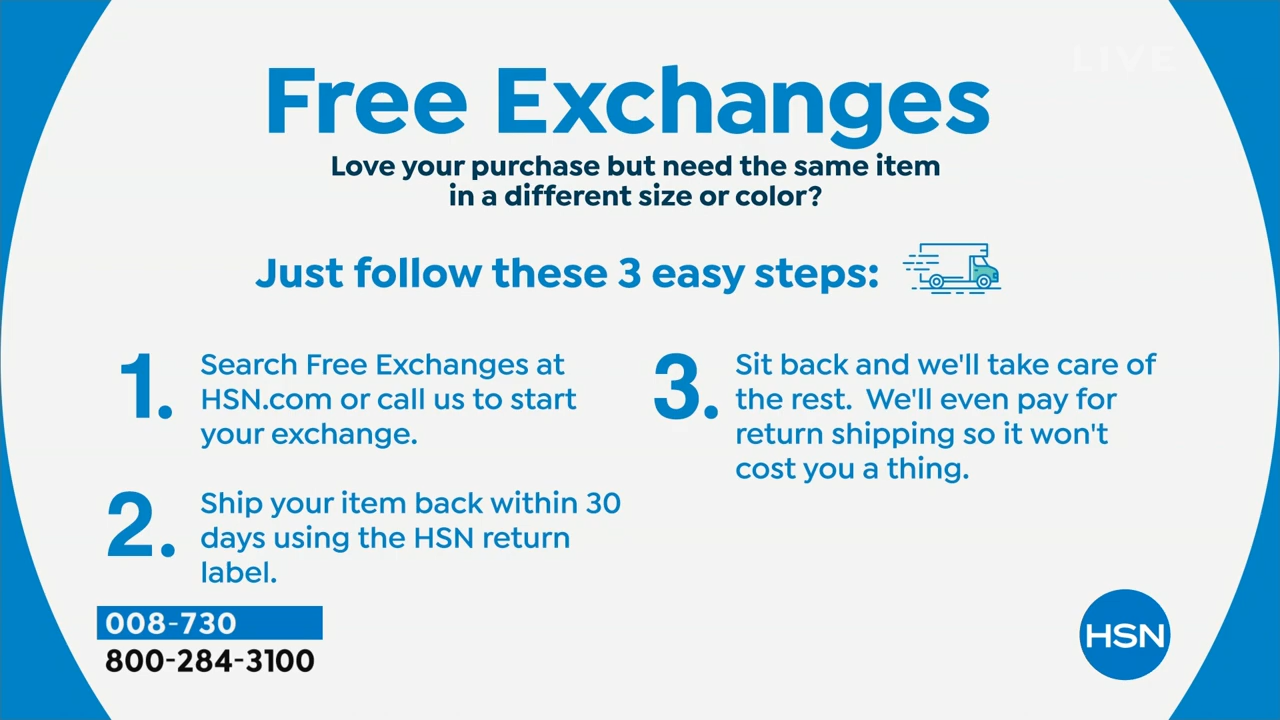 LIVE
Free Exchanges
Love your purchase but need the same item
in a different size or color?
Just follow these 3 easy steps:
1. Search Free Exchanges at
HSN.com or call us to start
your exchange.
2. Ship your item back within 30
days using the HSN return
label.
3. Sit back and we'll take care of
the rest.  We'll even pay for
return shipping so it won't
cost you a thing.
008-730
800-284-3100
HSN